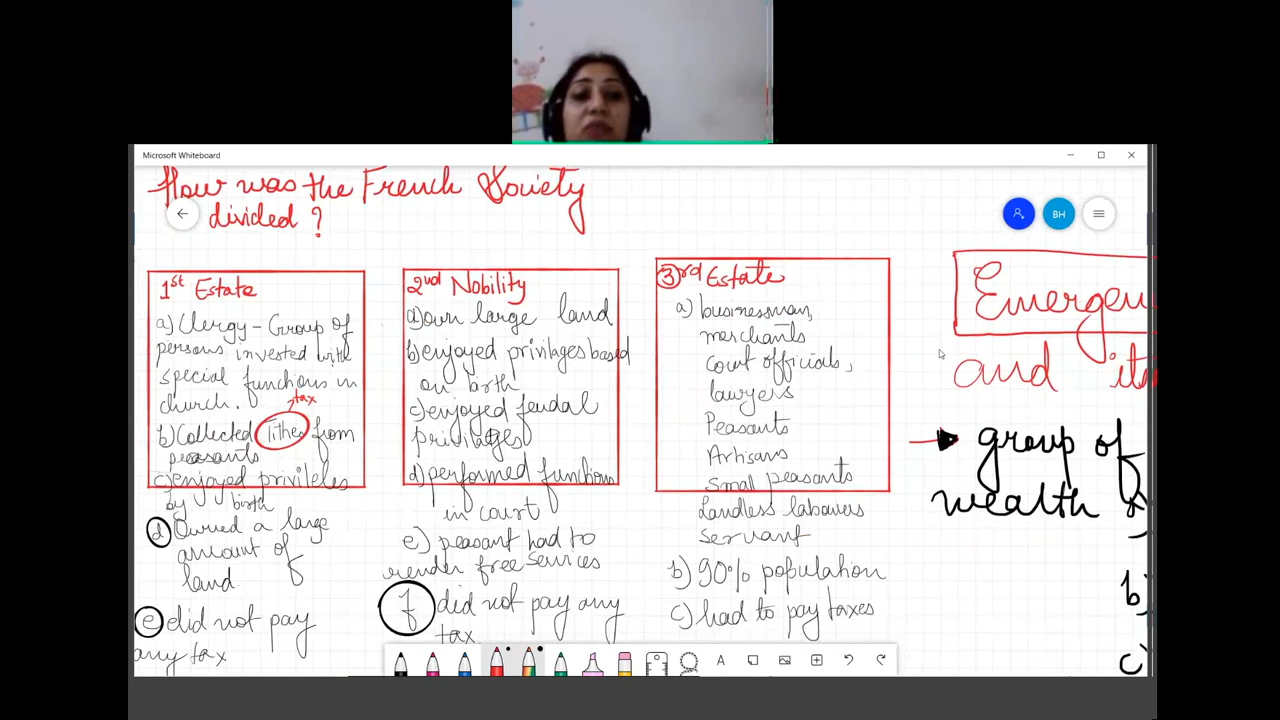 Microsoft Whiteboard
How was the French Society
divided ?
BH
1st Estate
a) Clergy - Group of
persons invested with
special functions in
church.
tax
b) Collected Tithes from
peasants
c) enjoyed privileles
by birth
d) Owned a large
amount of
land
e) did not pay
any tax
2nd Nobility
a) own large land
b) enjoyed privilages based
on birth
c) enjoyed feudal
privilages
d) performed functions
in court
e) peasant had to
render free services
f) did not pay any
tax
3rd Estate
a) businessman,
merchants
Court officials,
lawyers
Peasants
Artisans
Small peasants
Landless labourers
Servant
b) 90% population
c) had to pay taxes
Emergen
and it
group of
wealth
b)
c)
A